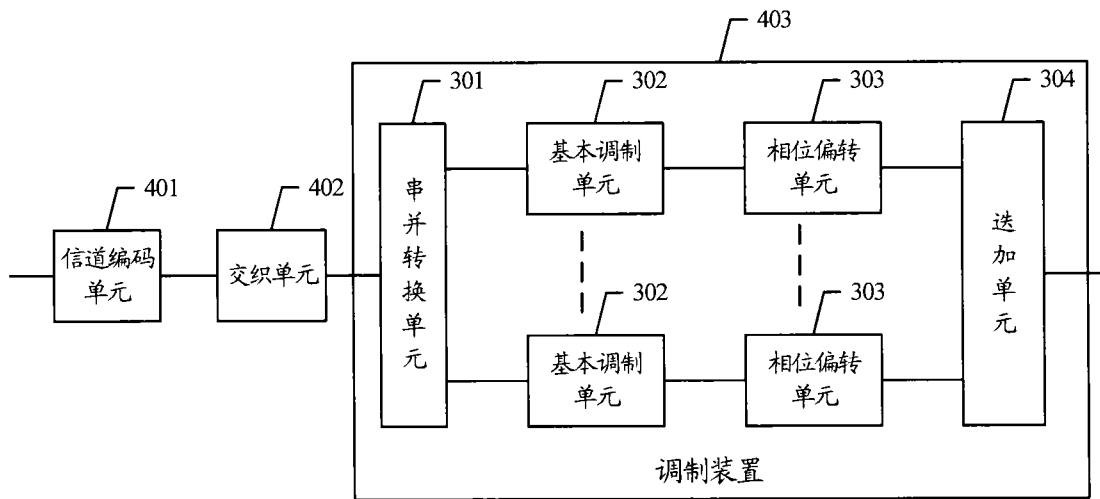 403
301
302
303
304
401
402
信道编码
单元
交织单元
串并转换单元
基本调制
单元
相位偏转
单元
迭加单元
302
303
基本调制
单元
相位偏转
单元
调制装置